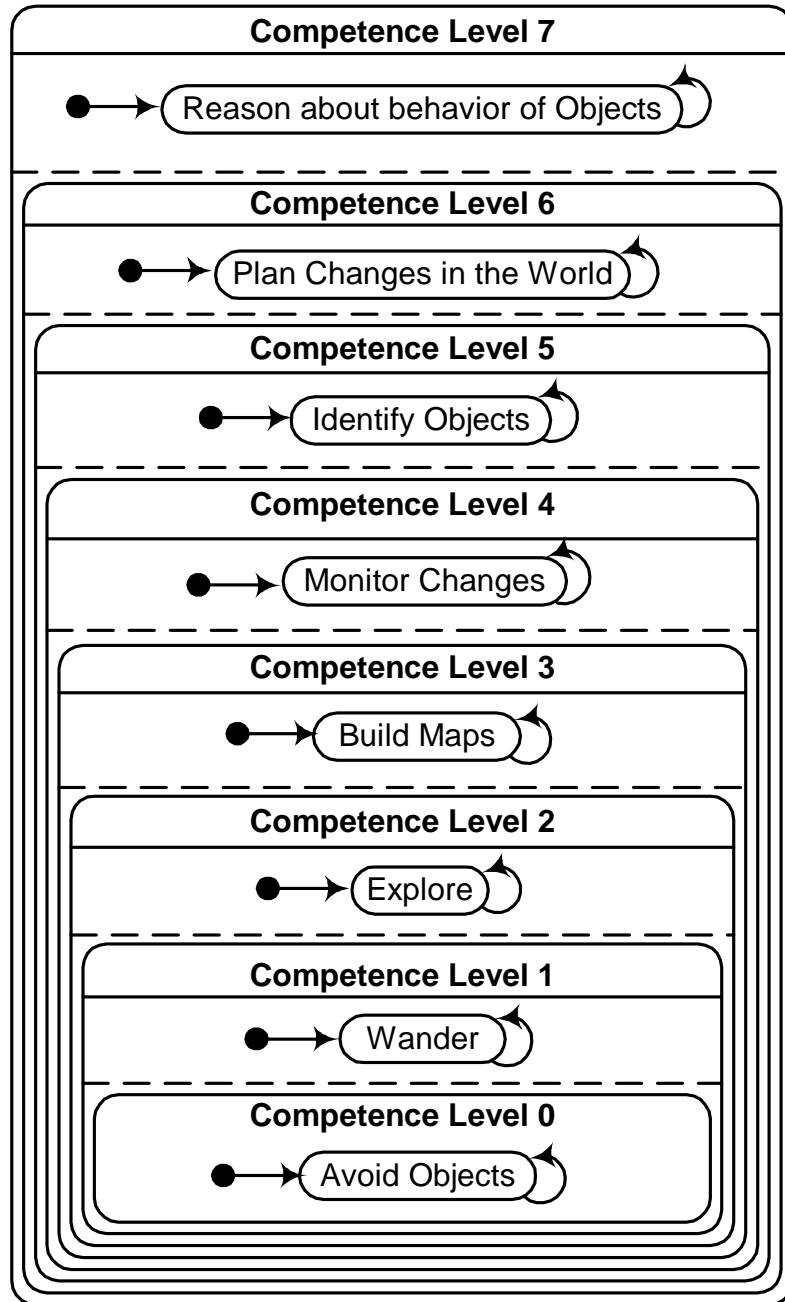 Competence Level 7
Reason about behavior of Objects
Competence Level 6
Plan Changes in the World
Competence Level 5
Identify Objects
Competence Level 4
Monitor Changes
Competence Level 3
Build Maps
Competence Level 2
Explore
Competence Level 1
Wander
Competence Level 0
Avoid Objects